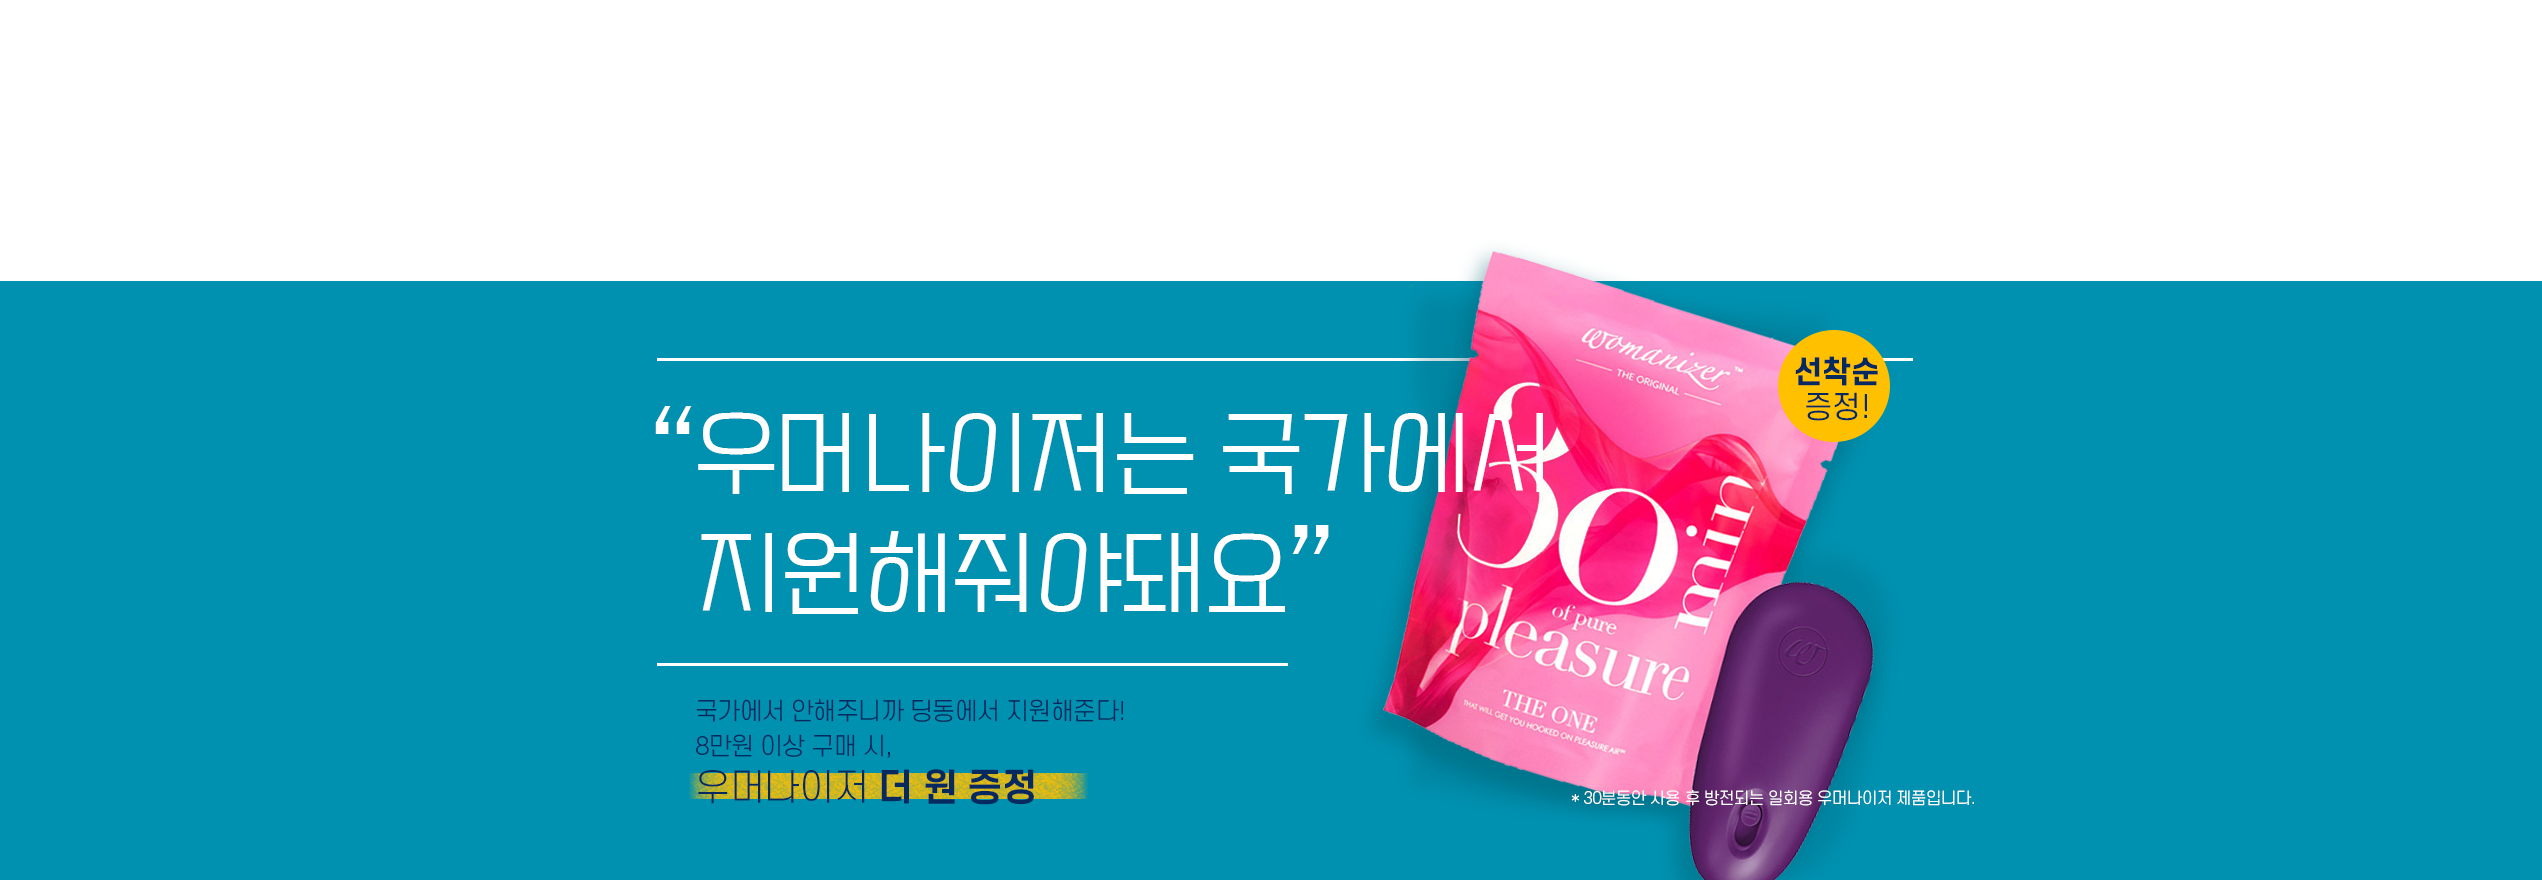 womanizer™
THE ORIGINAL
선착순
증정!
“우머나이저는 국가에서
지원해줘야돼요”
30 min
of pure
pleasure
THE ONE
THAT WILL GET YOU HOOKED ON PLEASURE AIR™
국가에서 안해주니까 딩동에서 지원해준다!
8만원 이상 구매 시,
우머나이저 더 원 증정
* 30분동안 사용 후 방전되는 일회용 우머나이저 제품입니다.